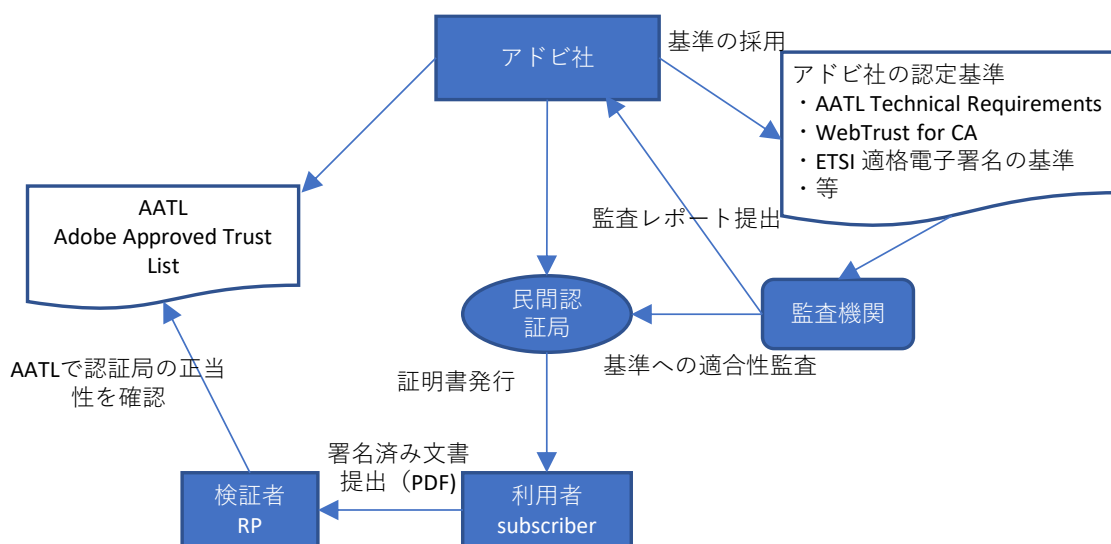 アドビ社
基準の採用
アドビ社の認定基準
・AATL Technical Requirements
・WebTrust for CA
・ETSI 適格電子署名の基準
・等
AATL
Adobe Approved Trust
List
監査レポート提出
民間認
証局
監査機関
基準への適合性監査
AATLで認証局の正当
性を確認
証明書発行
署名済み文書
提出（PDF)
検証者
RP
利用者
subscriber